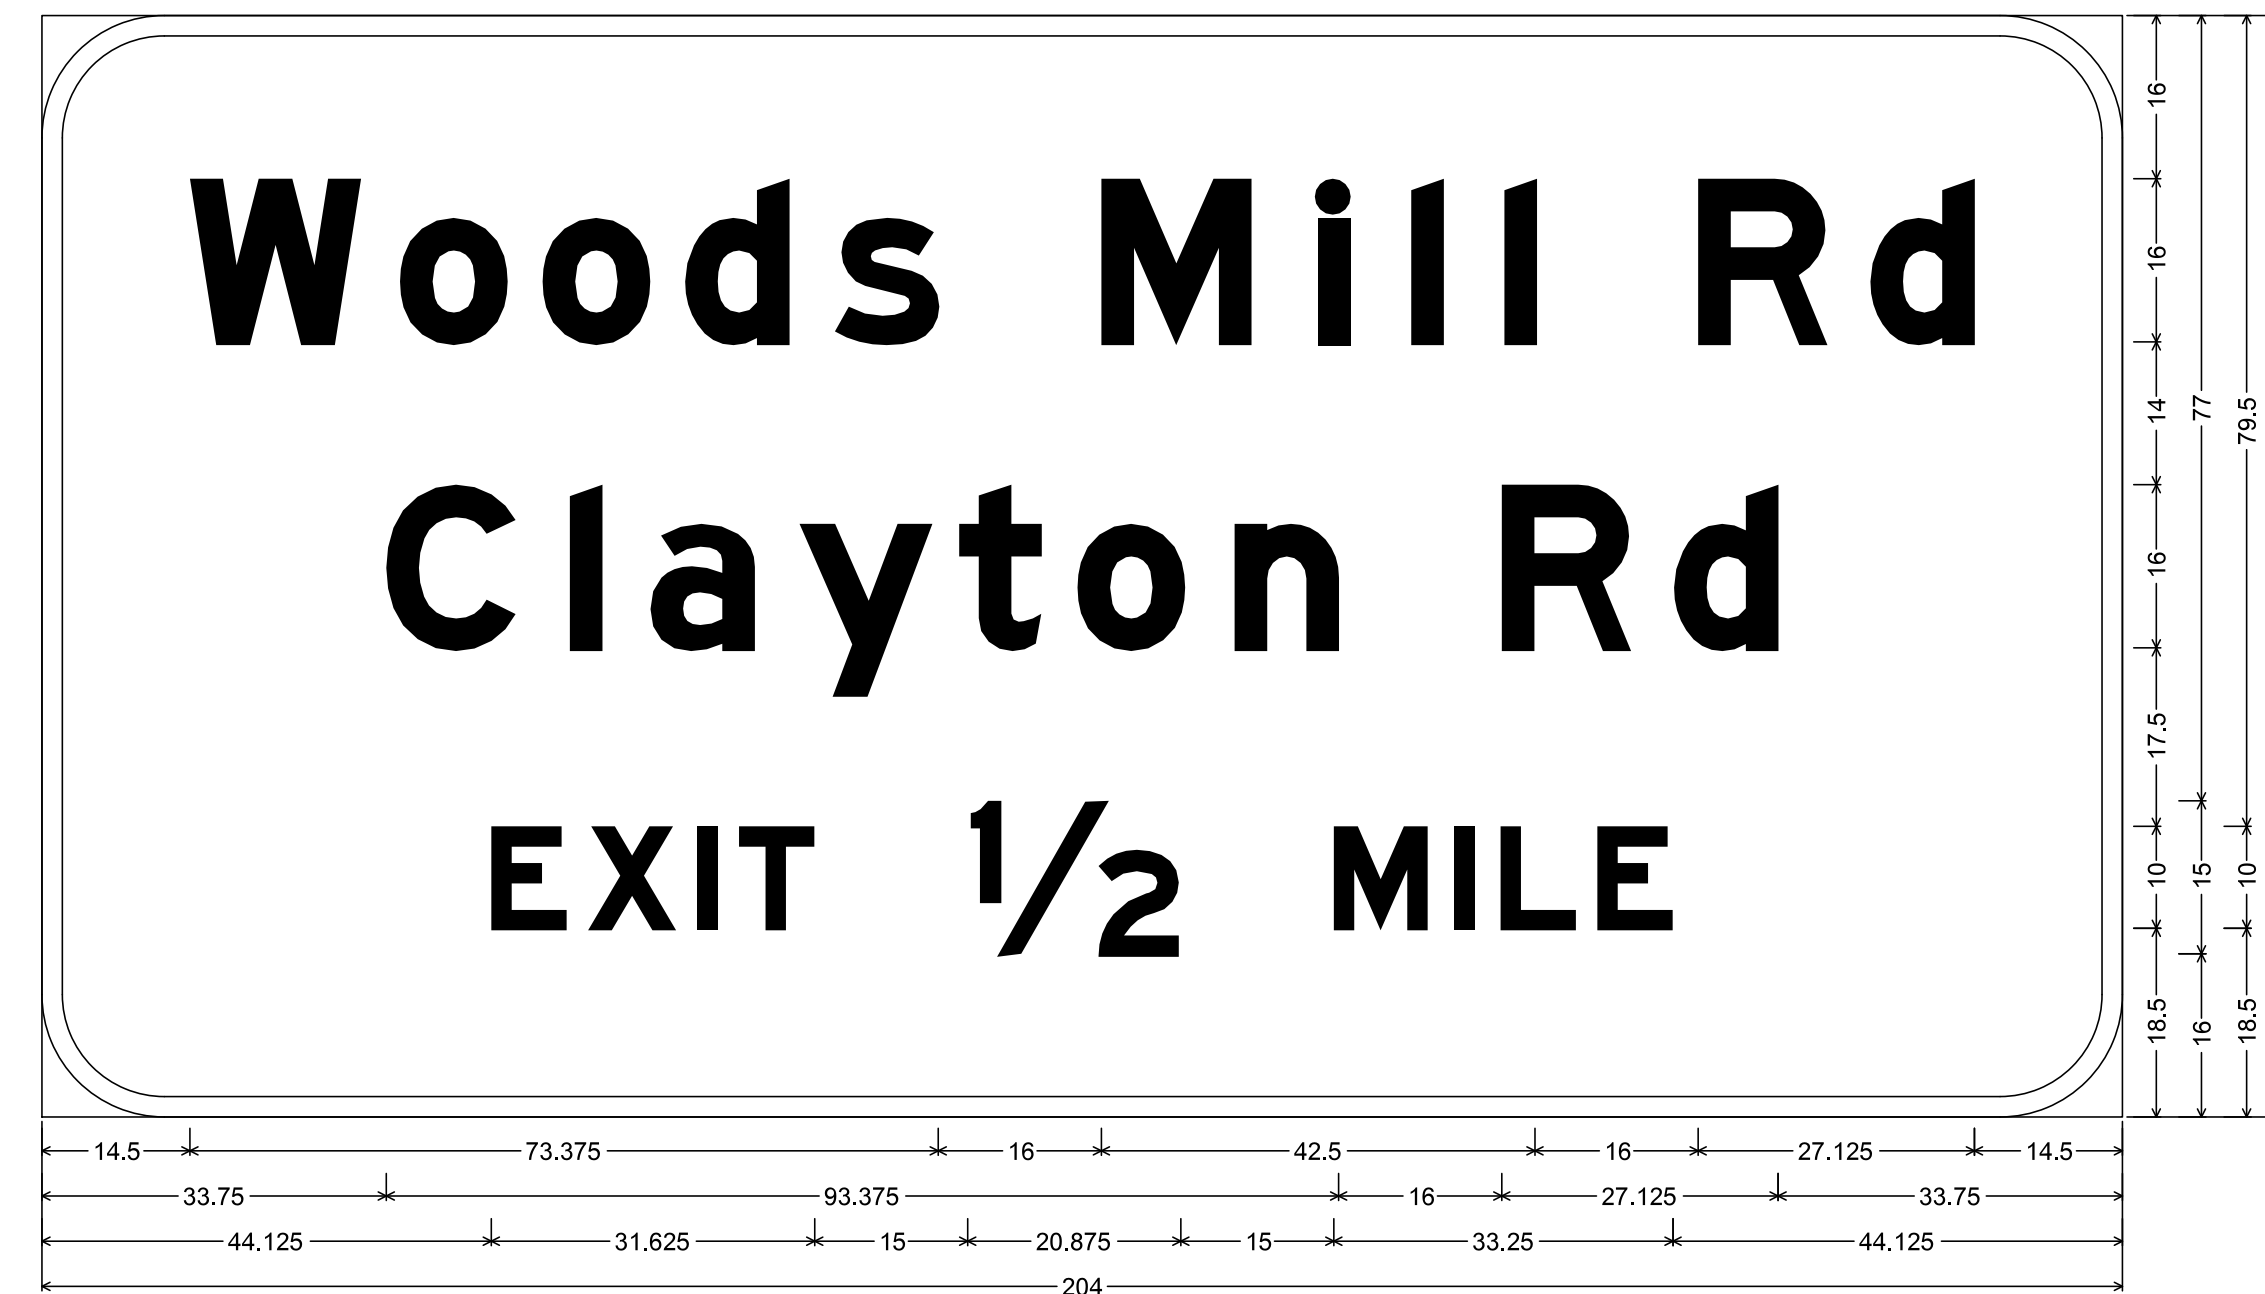 Woods Mill Rd
Clayton Rd
EXIT 1/2 MILE
16 16 14 16 17.5 10 18.5
77 15 16
79.5 10 18.5
14.5 73.375 16 42.5 16 27.125 14.5
33.75 93.375 16 27.125 33.75
44.125 31.625 15 20.875 15 33.25 44.125
204